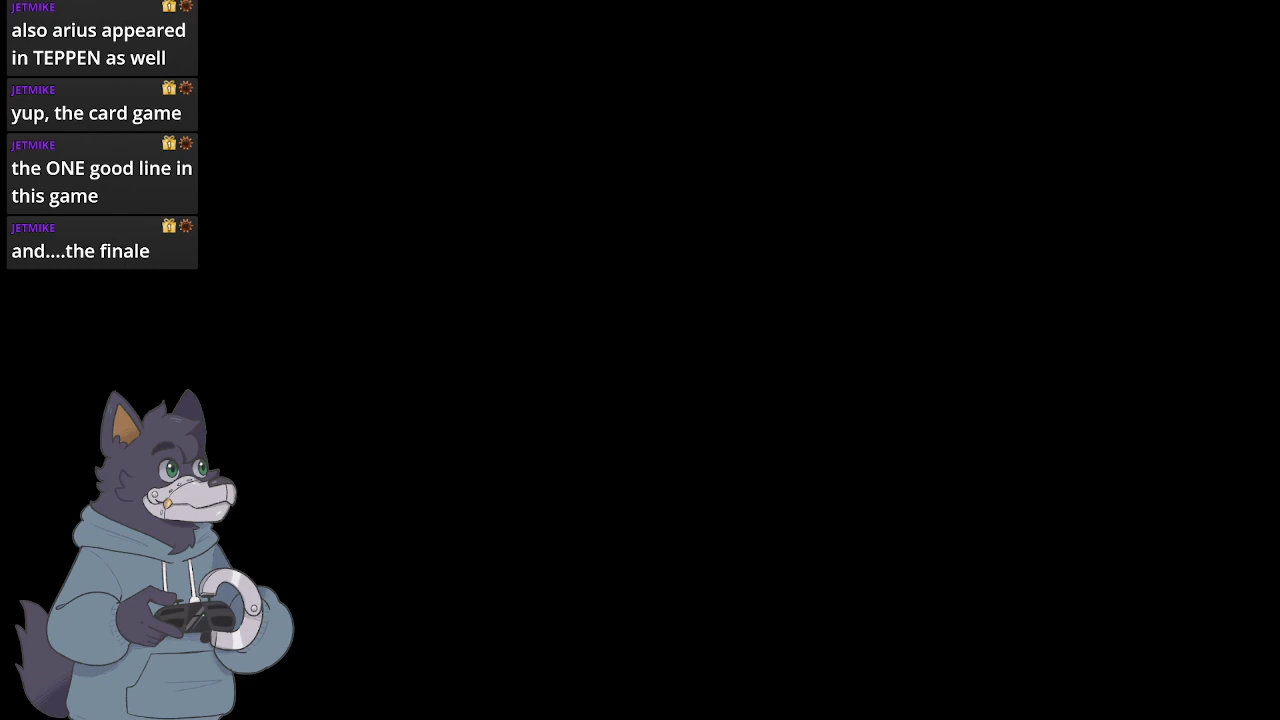 JETMIKE
also arius appeared
in TEPPEN as well
JETMIKE
yup, the card game
JETMIKE
the ONE good line in
this game
JETMIKE
and....the finale